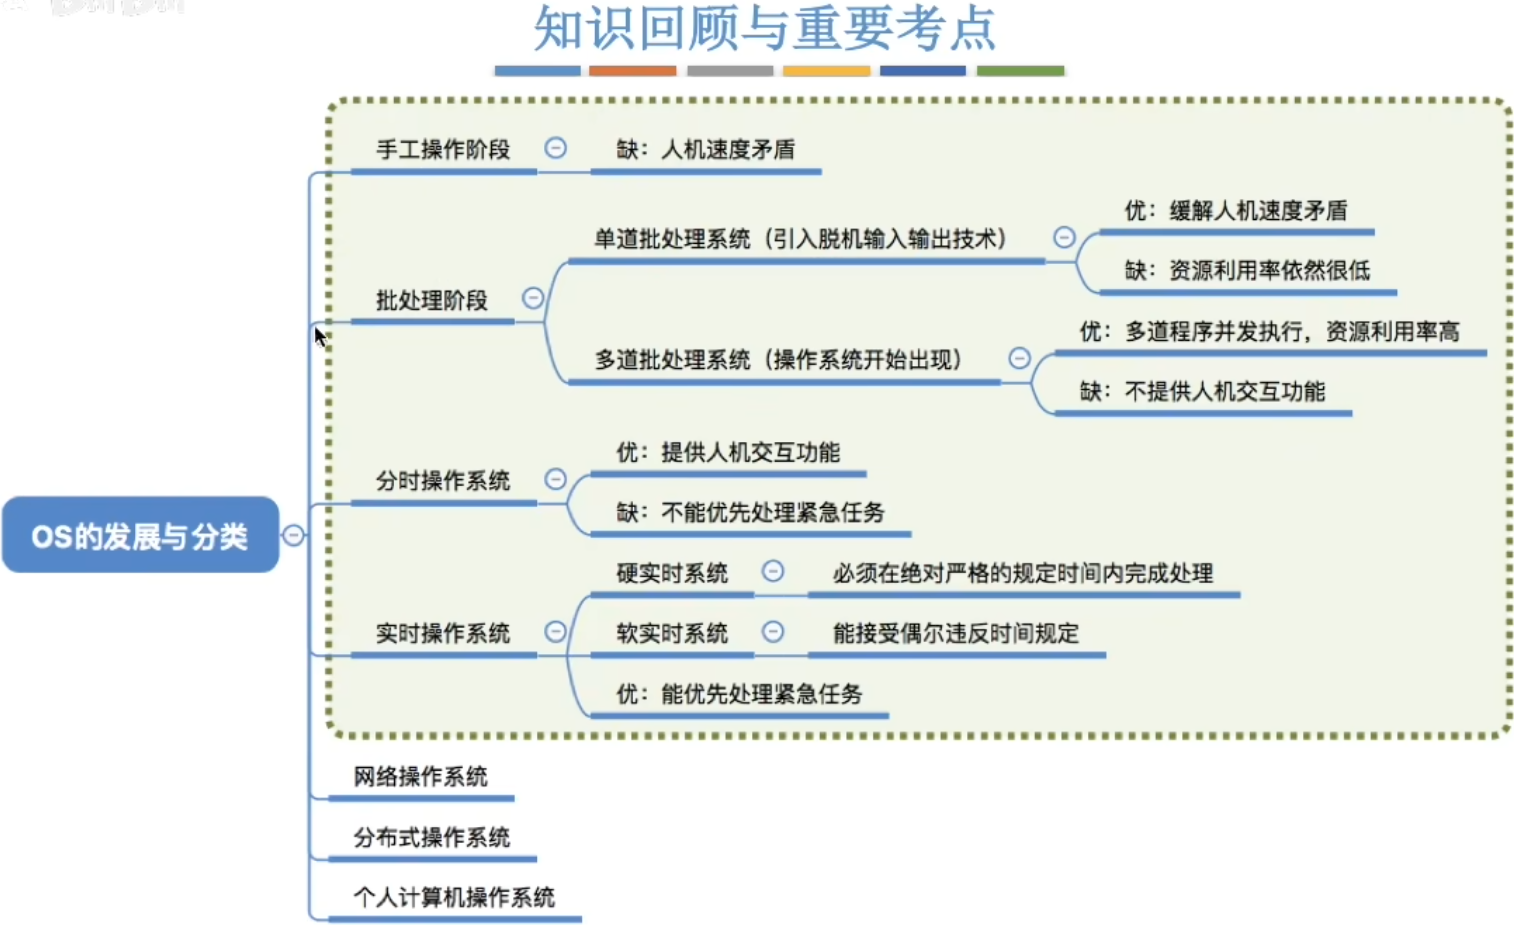 知识回顾与重要考点
手工操作阶段
缺：人机速度矛盾
批处理阶段
单道批处理系统（引入脱机输入输出技术）
优：缓解人机速度矛盾
缺：资源利用率依然很低
多道批处理系统（操作系统开始出现）
优：多道程序并发执行，资源利用率高
缺：不提供人机交互功能
分时操作系统
优：提供人机交互功能
缺：不能优先处理紧急任务
OS的发展与分类
实时操作系统
硬实时系统
必须在绝对严格的规定时间内完成处理
软实时系统
能接受偶尔违反时间规定
优：能优先处理紧急任务
网络操作系统
分布式操作系统
个人计算机操作系统